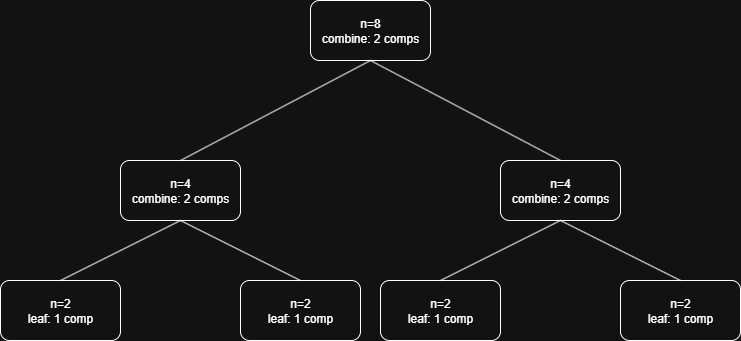 n=8
combine: 2 comps
n=4
combine: 2 comps
n=4
combine: 2 comps
n=2
leaf: 1 comp
n=2
leaf: 1 comp
n=2
leaf: 1 comp
n=2
leaf: 1 comp